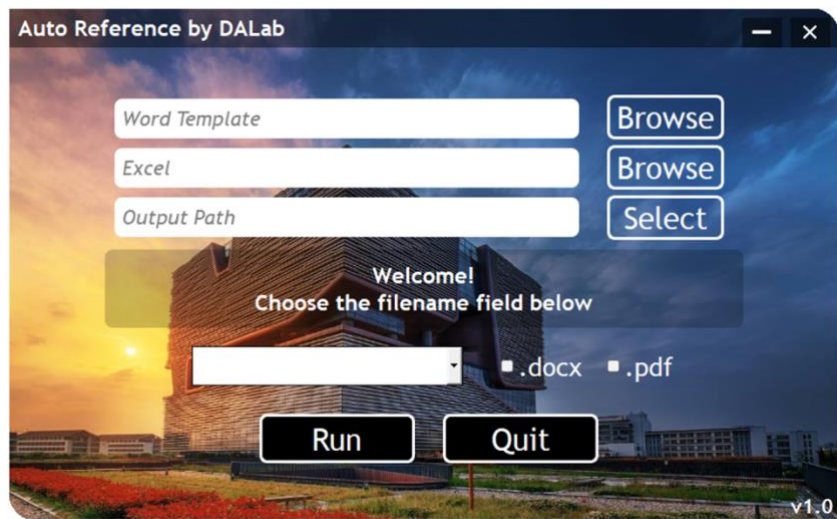 Auto Reference by DALab
Word Template
Browse
Excel
Browse
Output Path
Select
Welcome!
Choose the filename field below
.docx
.pdf
Run
Quit
v1.0